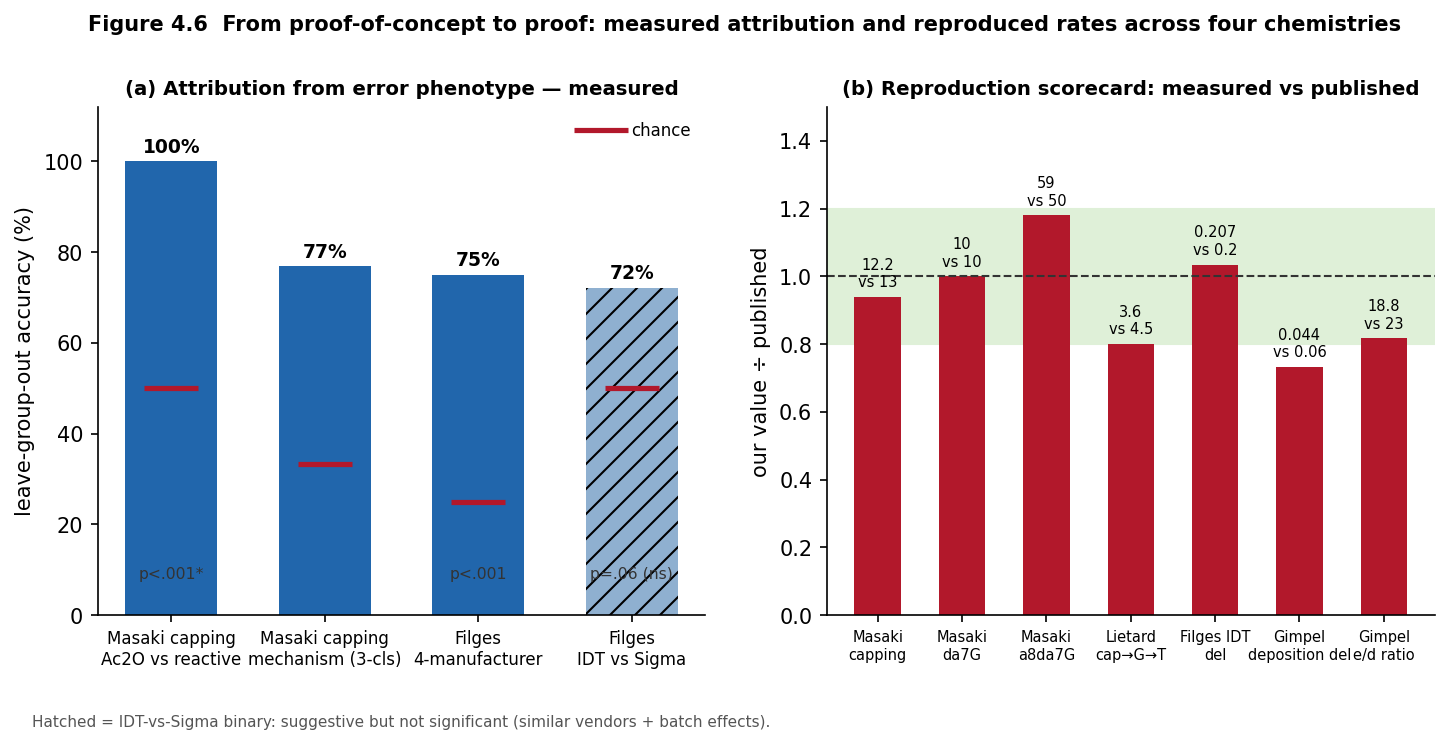 Figure 4.6  From proof-of-concept to proof: measured attribution and reproduced rates across four chemistries
(a) Attribution from error phenotype — measured
leave-group-out accuracy (%)
100
80
60
40
20
0
chance
100%
77%
75%
72%
p<.001*
p<.001
p=.06 (ns)
Masaki capping
Ac2O vs reactive
Masaki capping
mechanism (3-cls)
Filges
4-manufacturer
Filges
IDT vs Sigma
(b) Reproduction scorecard: measured vs published
our value ÷ published
1.4
1.2
1.0
0.8
0.6
0.4
0.2
0.0
12.2
vs 13
10
vs 10
59
vs 50
3.6
vs 4.5
0.207
vs 0.2
0.044
vs 0.06
18.8
vs 23
Masaki
capping
Masaki
da7G
Masaki
a8da7G
Lietard
cap→G→T
Filges IDT
del
Gimpel
deposition del
Gimpel
e/d ratio
Hatched = IDT-vs-Sigma binary: suggestive but not significant (similar vendors + batch effects).